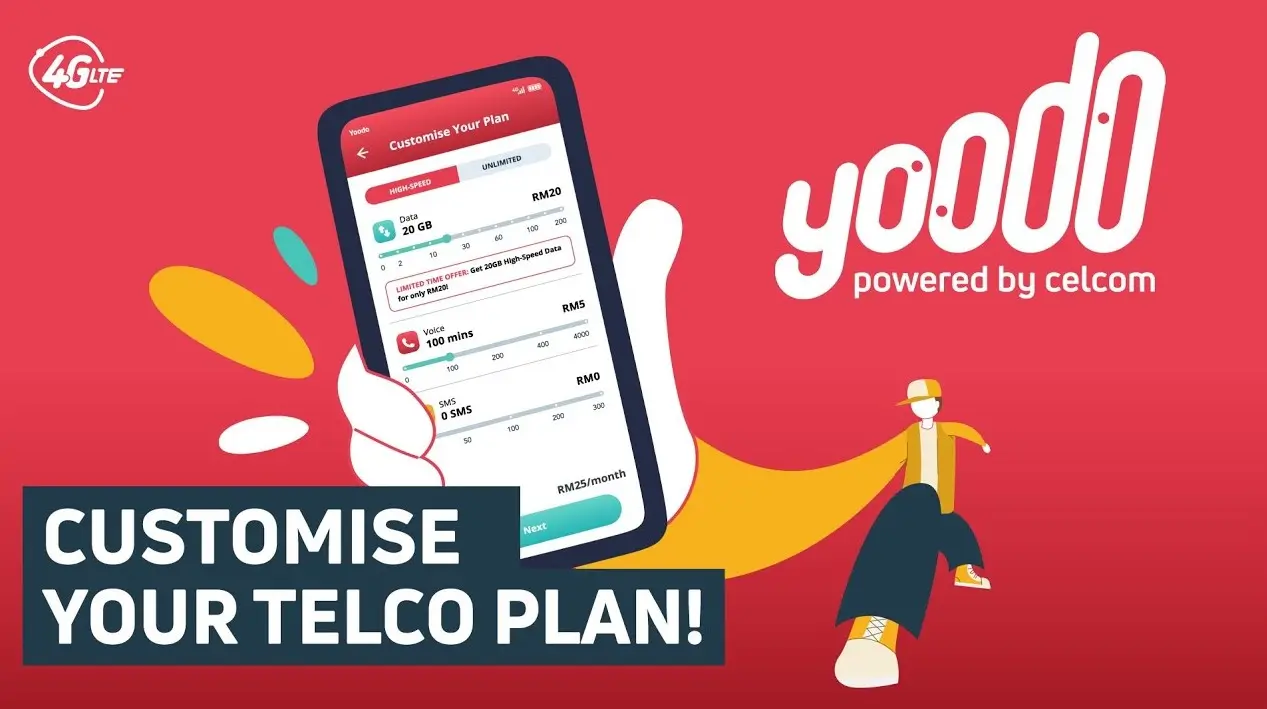 4G LTE
yoodo
powered by celcom
Yoodo
4G
Customise Your Plan
HIGH-SPEED
UNLIMITED
Data
20 GB
RM20
0 2 10 30 60 100 200
LIMITED TIME OFFER: Get 20GB High-Speed Data
for only RM20!
Voice
100 mins
RM5
0 100 200 400 4000
SMS
0 SMS
RM0
50 100 200 300
RM25/month
Next
CUSTOMISE
YOUR TELCO PLAN!